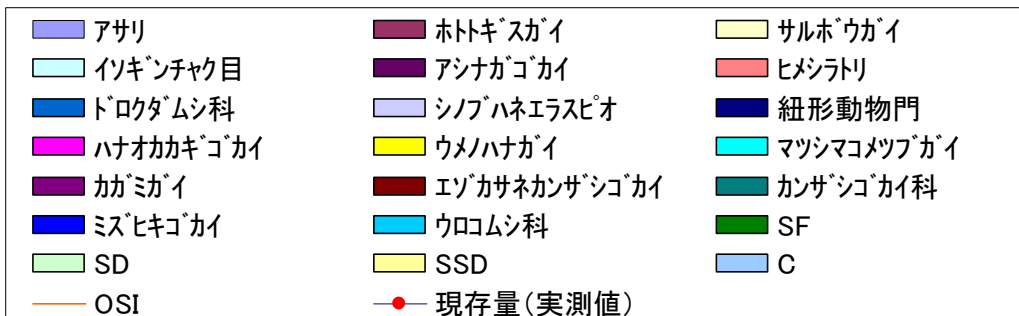 アサリ ホトトギスガイ サルボウガイ
イソギンチャク目 アシナガゴカイ ヒメシラトリ
ドロクダムシ科 シノブハネエラスピオ 紐形動物門
ハナオカカギゴカイ ウメノハナガイ マツシマコメツブガイ
カガミガイ エゾカサネカンザシゴカイ カンザシゴカイ科
ミズヒキゴカイ ウロコムシ科 SF
SD SSD C
OSI 現存量(実測値)